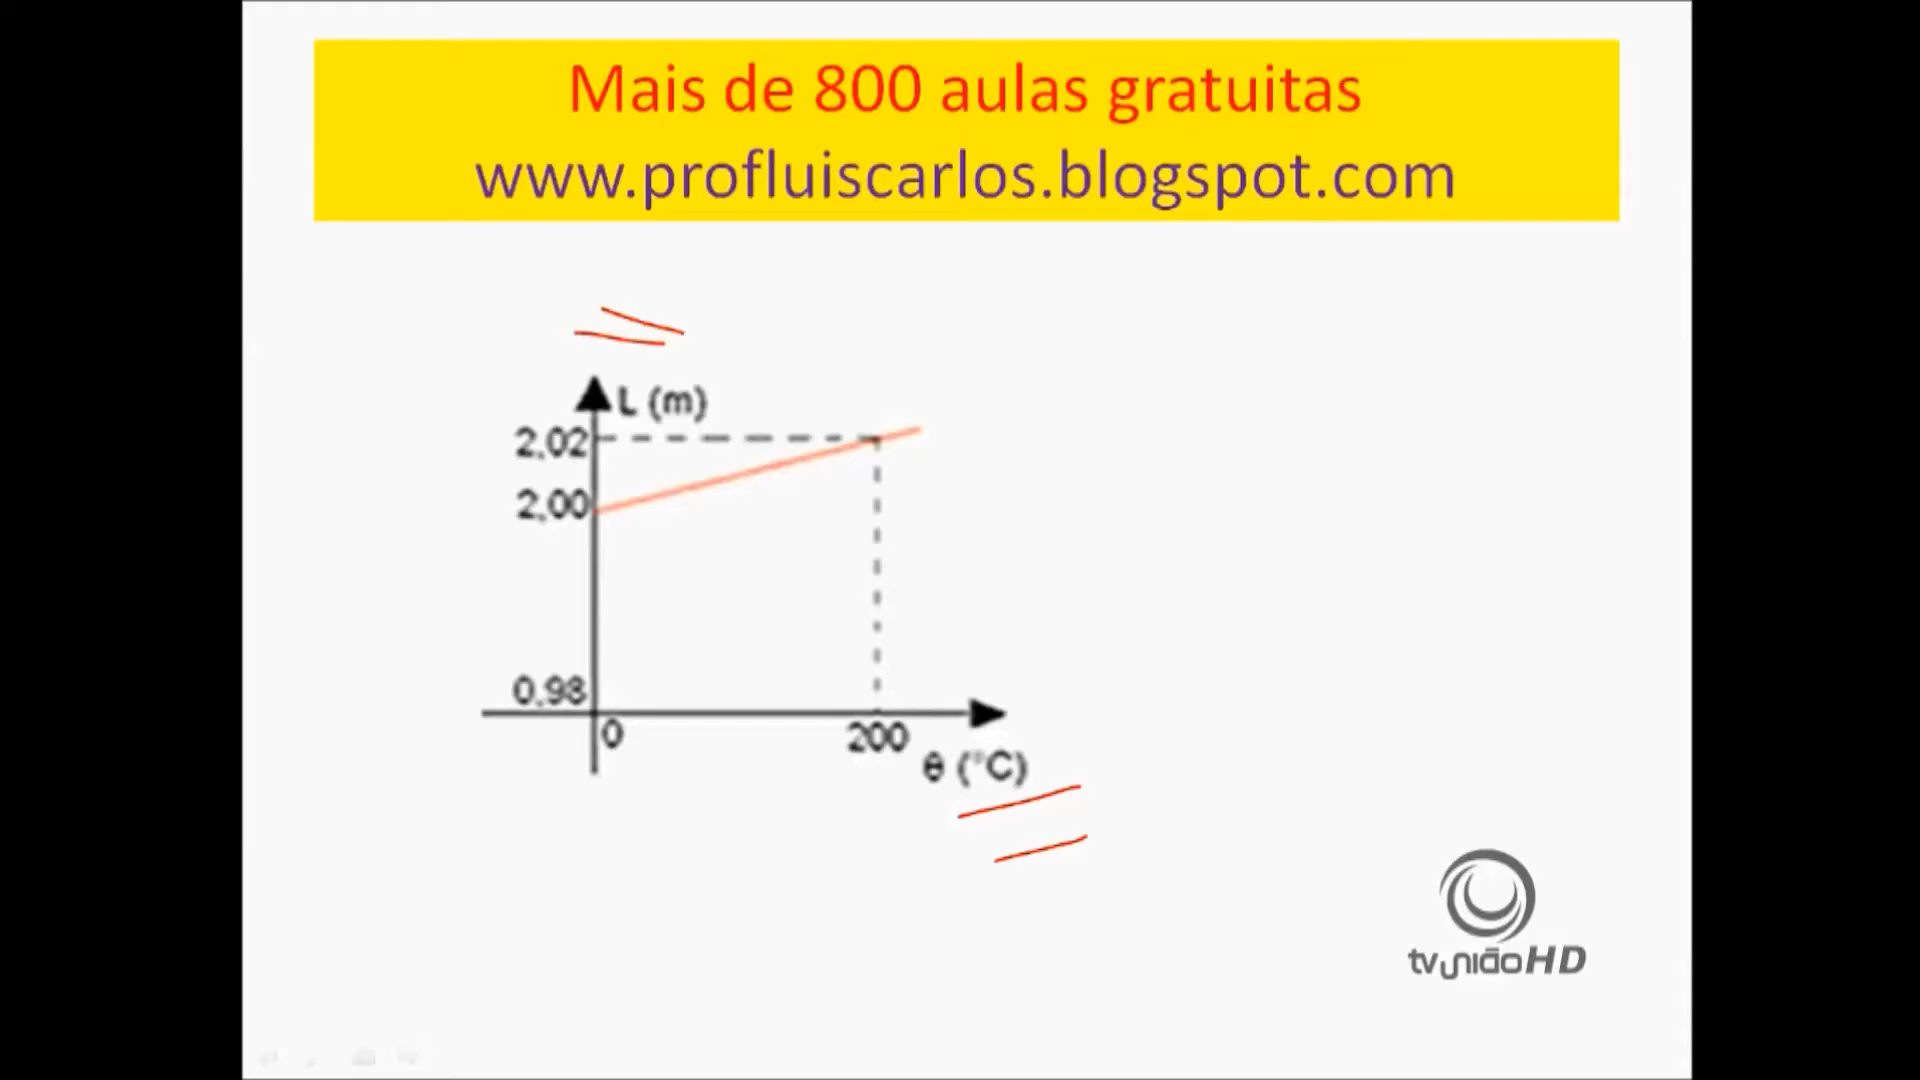 Mais de 800 aulas gratuitas
www.profluiscarlos.blogspot.com
L (m)
2,02
2,00
0,98
0
200
θ (°C)
tvuniãoHD